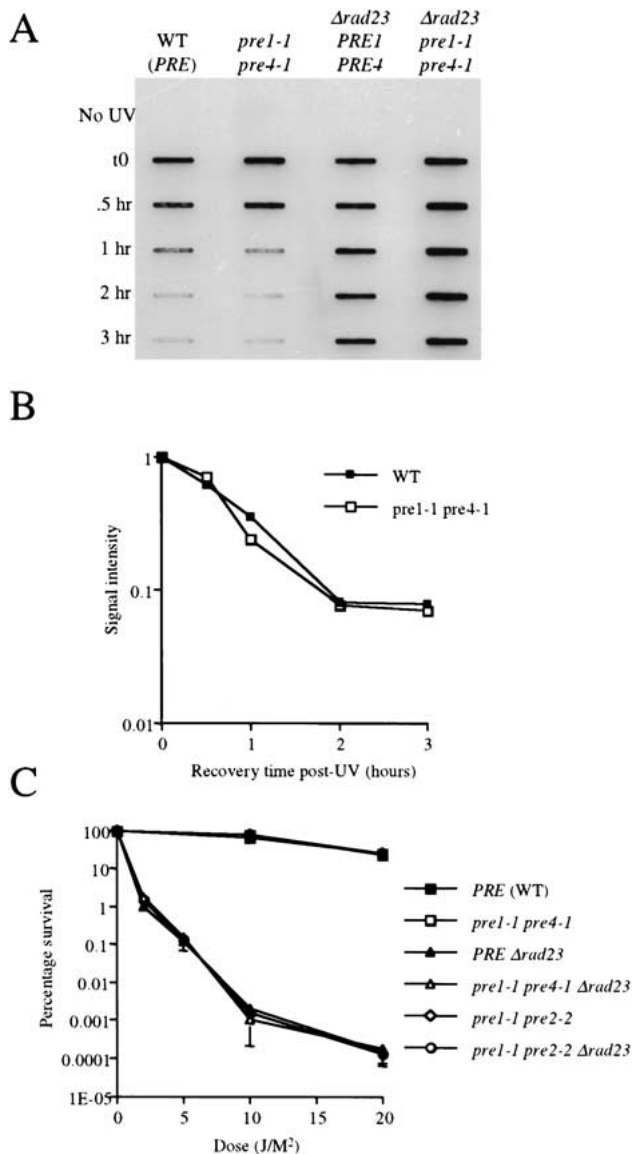 A
WT
(PRE)
pre1-1
pre4-1
Δrad23
PRE1
PRE4
Δrad23
pre1-1
pre4-1
No UV
t0
.5 hr
1 hr
2 hr
3 hr
B
1
0.1
0.01
Signal intensity
WT
pre1-1 pre4-1
0
1
2
3
Recovery time post-UV (hours)
C
100
10
1
0.1
0.01
0.001
0.0001
1E-05
Percentage survival
PRE (WT)
pre1-1 pre4-1
PRE Δrad23
pre1-1 pre4-1 Δrad23
pre1-1 pre2-2
pre1-1 pre2-2 Δrad23
0
5
10
15
20
Dose (J/M²)